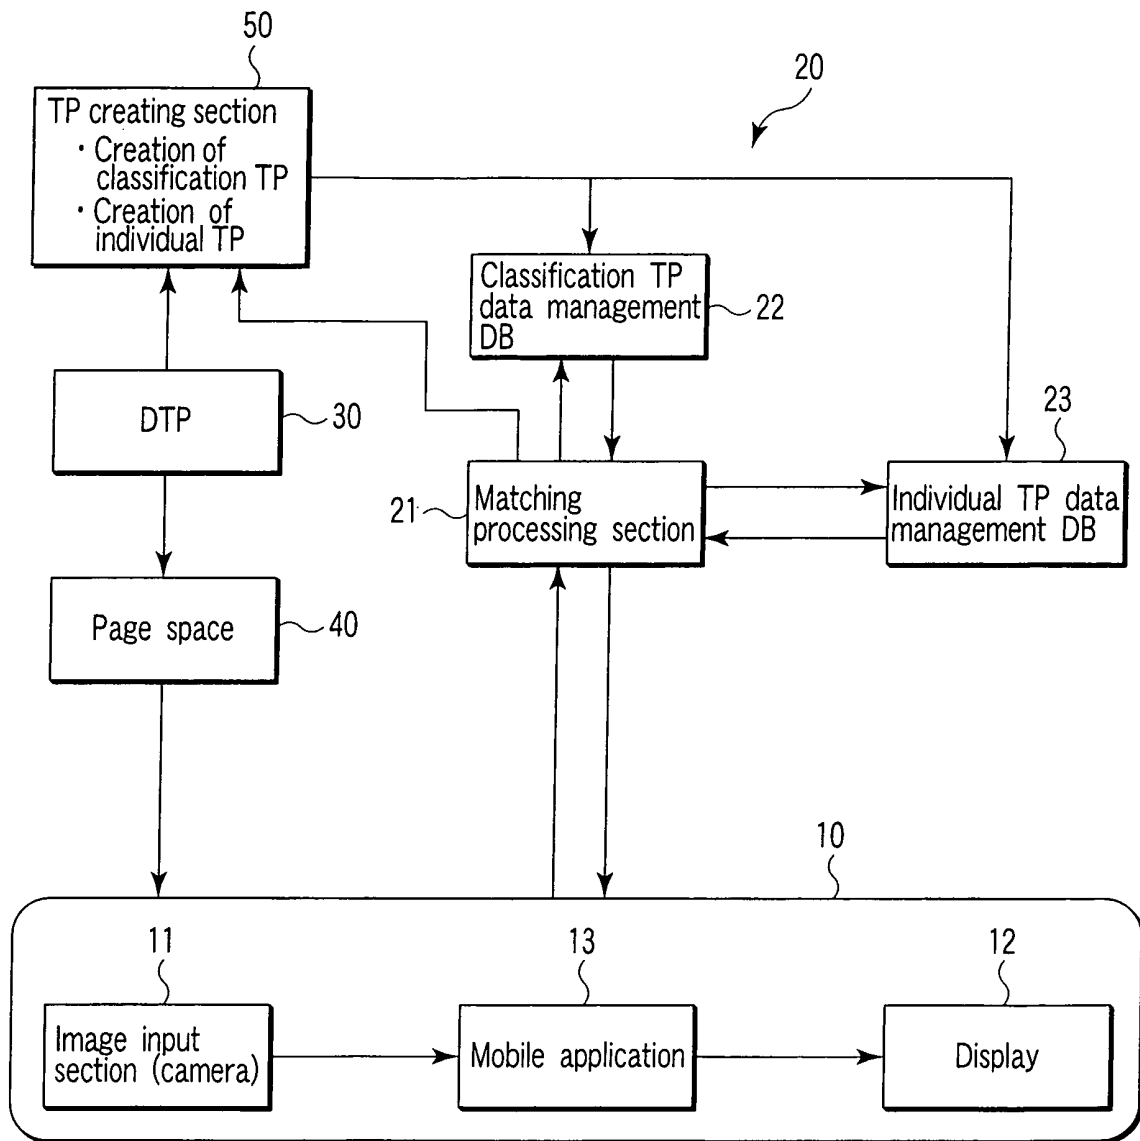 50
20
TP creating section
・Creation of
classification TP
・Creation of
individual TP
Classification TP
data management
DB
22
DTP
30
23
21
Matching
processing section
Individual TP data
management DB
Page space
40
10
11
13
12
Image input
section (camera)
Mobile application
Display